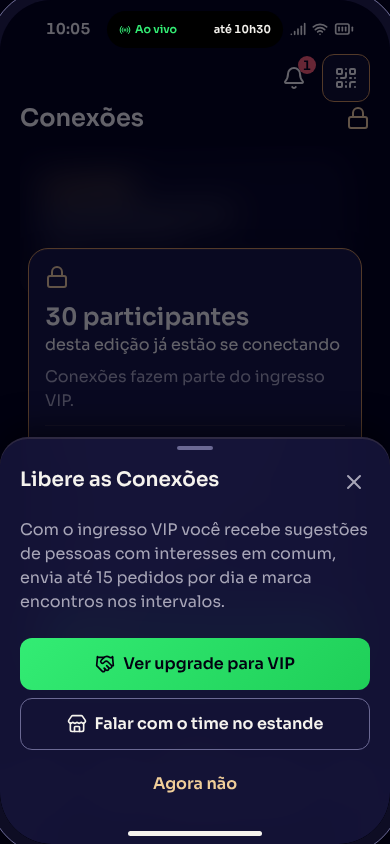 10:05
Ao vivo
até 10h30
1
Conexões
30 participantes
desta edição já estão se conectando
Conexões fazem parte do ingresso
VIP.
Libere as Conexões
Com o ingresso VIP você recebe sugestões
de pessoas com interesses em comum,
envia até 15 pedidos por dia e marca
encontros nos intervalos.
Ver upgrade para VIP
Falar com o time no estande
Agora não